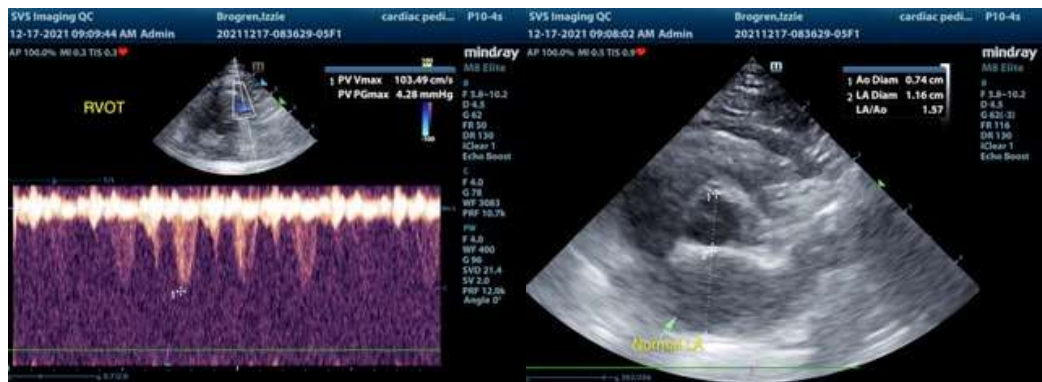 SVS Imaging QC
Brogren,Izzie
cardiac pedi...
P10-4s
12-17-2021 09:09:44 AM Admin
20211217-083629-05F1
AP 100.0% MI 0.3 TIS 0.3
mindray
M8 Elite
RVOT
1 PV Vmax 103.49 cm/s
PV PGmax 4.28 mmHg
100
-100
B
F 5.8-10.2
D 4.5
G 62
FR 50
DR 130
iClear 1
Echo Boost
C
F 4.0
G 78
WF 3083
PRF 10.7k
PW
F 4.0
WF 400
G 96
SVD 21.4
SV 2.0
PRF 12.0k
Angle 0°
1
SVS Imaging QC
Brogren,Izzie
cardiac pedi...
P10-4s
12-17-2021 09:08:02 AM Admin
20211217-083629-05F1
AP 100.0% MI 0.5 TIS 0.9
mindray
M8 Elite
1 Ao Diam 0.74 cm
2 LA Diam 1.16 cm
LA/Ao 1.57
B
F 5.8-10.2
D 4.5
G 62(-3)
FR 116
DR 130
iClear 1
Echo Boost
Normal LA